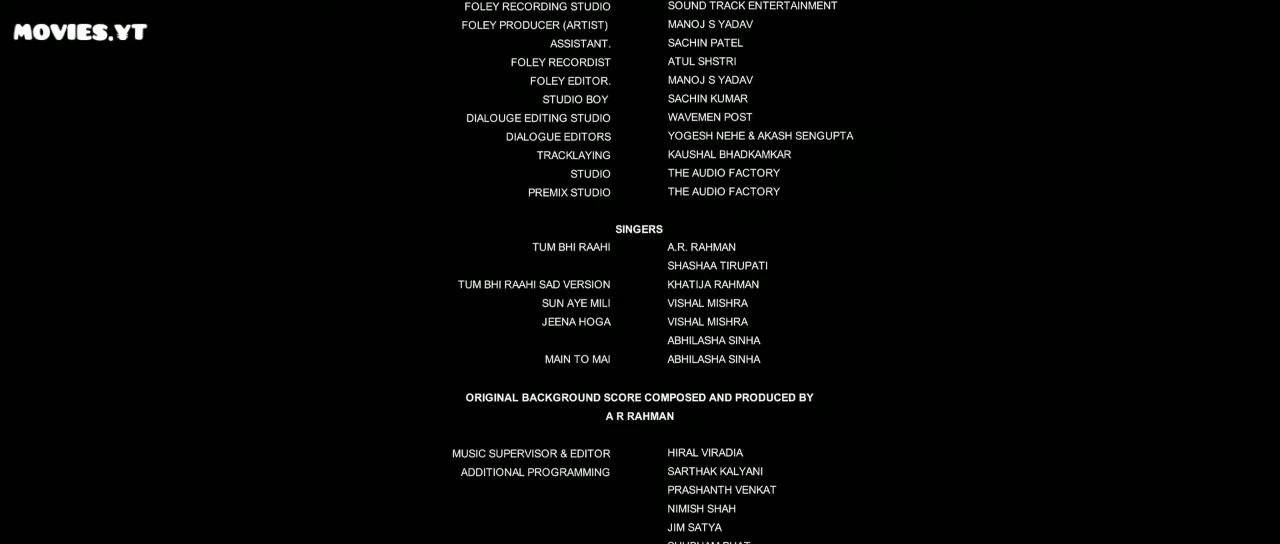 MOVIES.YT
FOLEY RECORDING STUDIO SOUND TRACK ENTERTAINMENT
FOLEY PRODUCER (ARTIST) MANOJ S YADAV
ASSISTANT. SACHIN PATEL
FOLEY RECORDIST ATUL SHSTRI
FOLEY EDITOR. MANOJ S YADAV
STUDIO BOY SACHIN KUMAR
DIALOUGE EDITING STUDIO WAVEMEN POST
DIALOGUE EDITORS YOGESH NEHE & AKASH SENGUPTA
TRACKLAYING KAUSHAL BHADKAMKAR
STUDIO THE AUDIO FACTORY
PREMIX STUDIO THE AUDIO FACTORY
SINGERS
TUM BHI RAAHI A.R. RAHMAN
SHASHAA TIRUPATI
TUM BHI RAAHI SAD VERSION KHATIJA RAHMAN
SUN AYE MILI VISHAL MISHRA
JEENA HOGA VISHAL MISHRA
ABHILASHA SINHA
MAIN TO MAI ABHILASHA SINHA
ORIGINAL BACKGROUND SCORE COMPOSED AND PRODUCED BY
A R RAHMAN
MUSIC SUPERVISOR & EDITOR HIRAL VIRADIA
ADDITIONAL PROGRAMMING SARTHAK KALYANI
PRASHANTH VENKAT
NIMISH SHAH
JIM SATYA